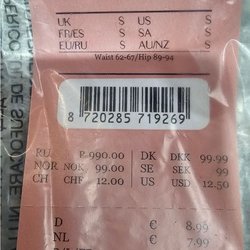 UK S US S
FR/ES S SA S
EU/RU S AU/NZ S
Waist 62-67/Hip 89-94
8 720285 719269
RU P 990.00 DK DKK 99.99
NOR NOK 99.00 SE SEK 99
CH CHF 12.00 US USD 12.50
D € 8.99
NL € 7.99